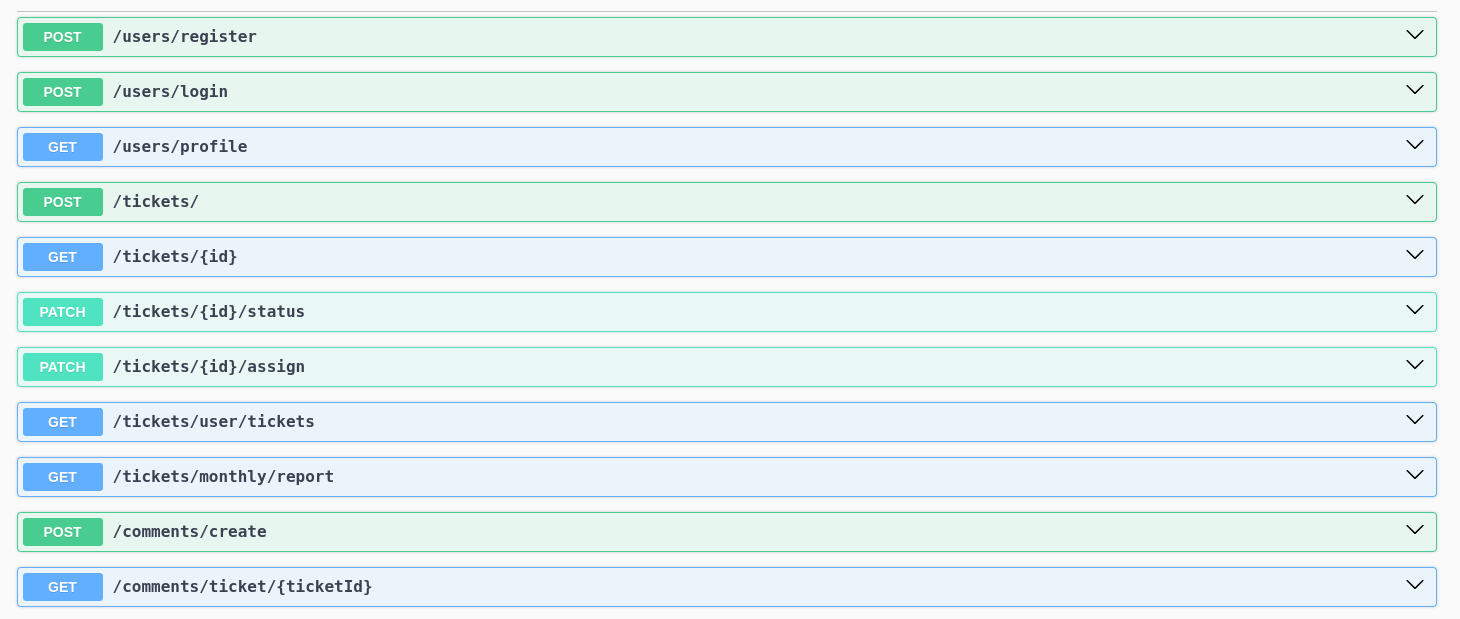 POST /users/register
POST /users/login
GET /users/profile
POST /tickets/
GET /tickets/{id}
PATCH /tickets/{id}/status
PATCH /tickets/{id}/assign
GET /tickets/user/tickets
GET /tickets/monthly/report
POST /comments/create
GET /comments/ticket/{ticketId}